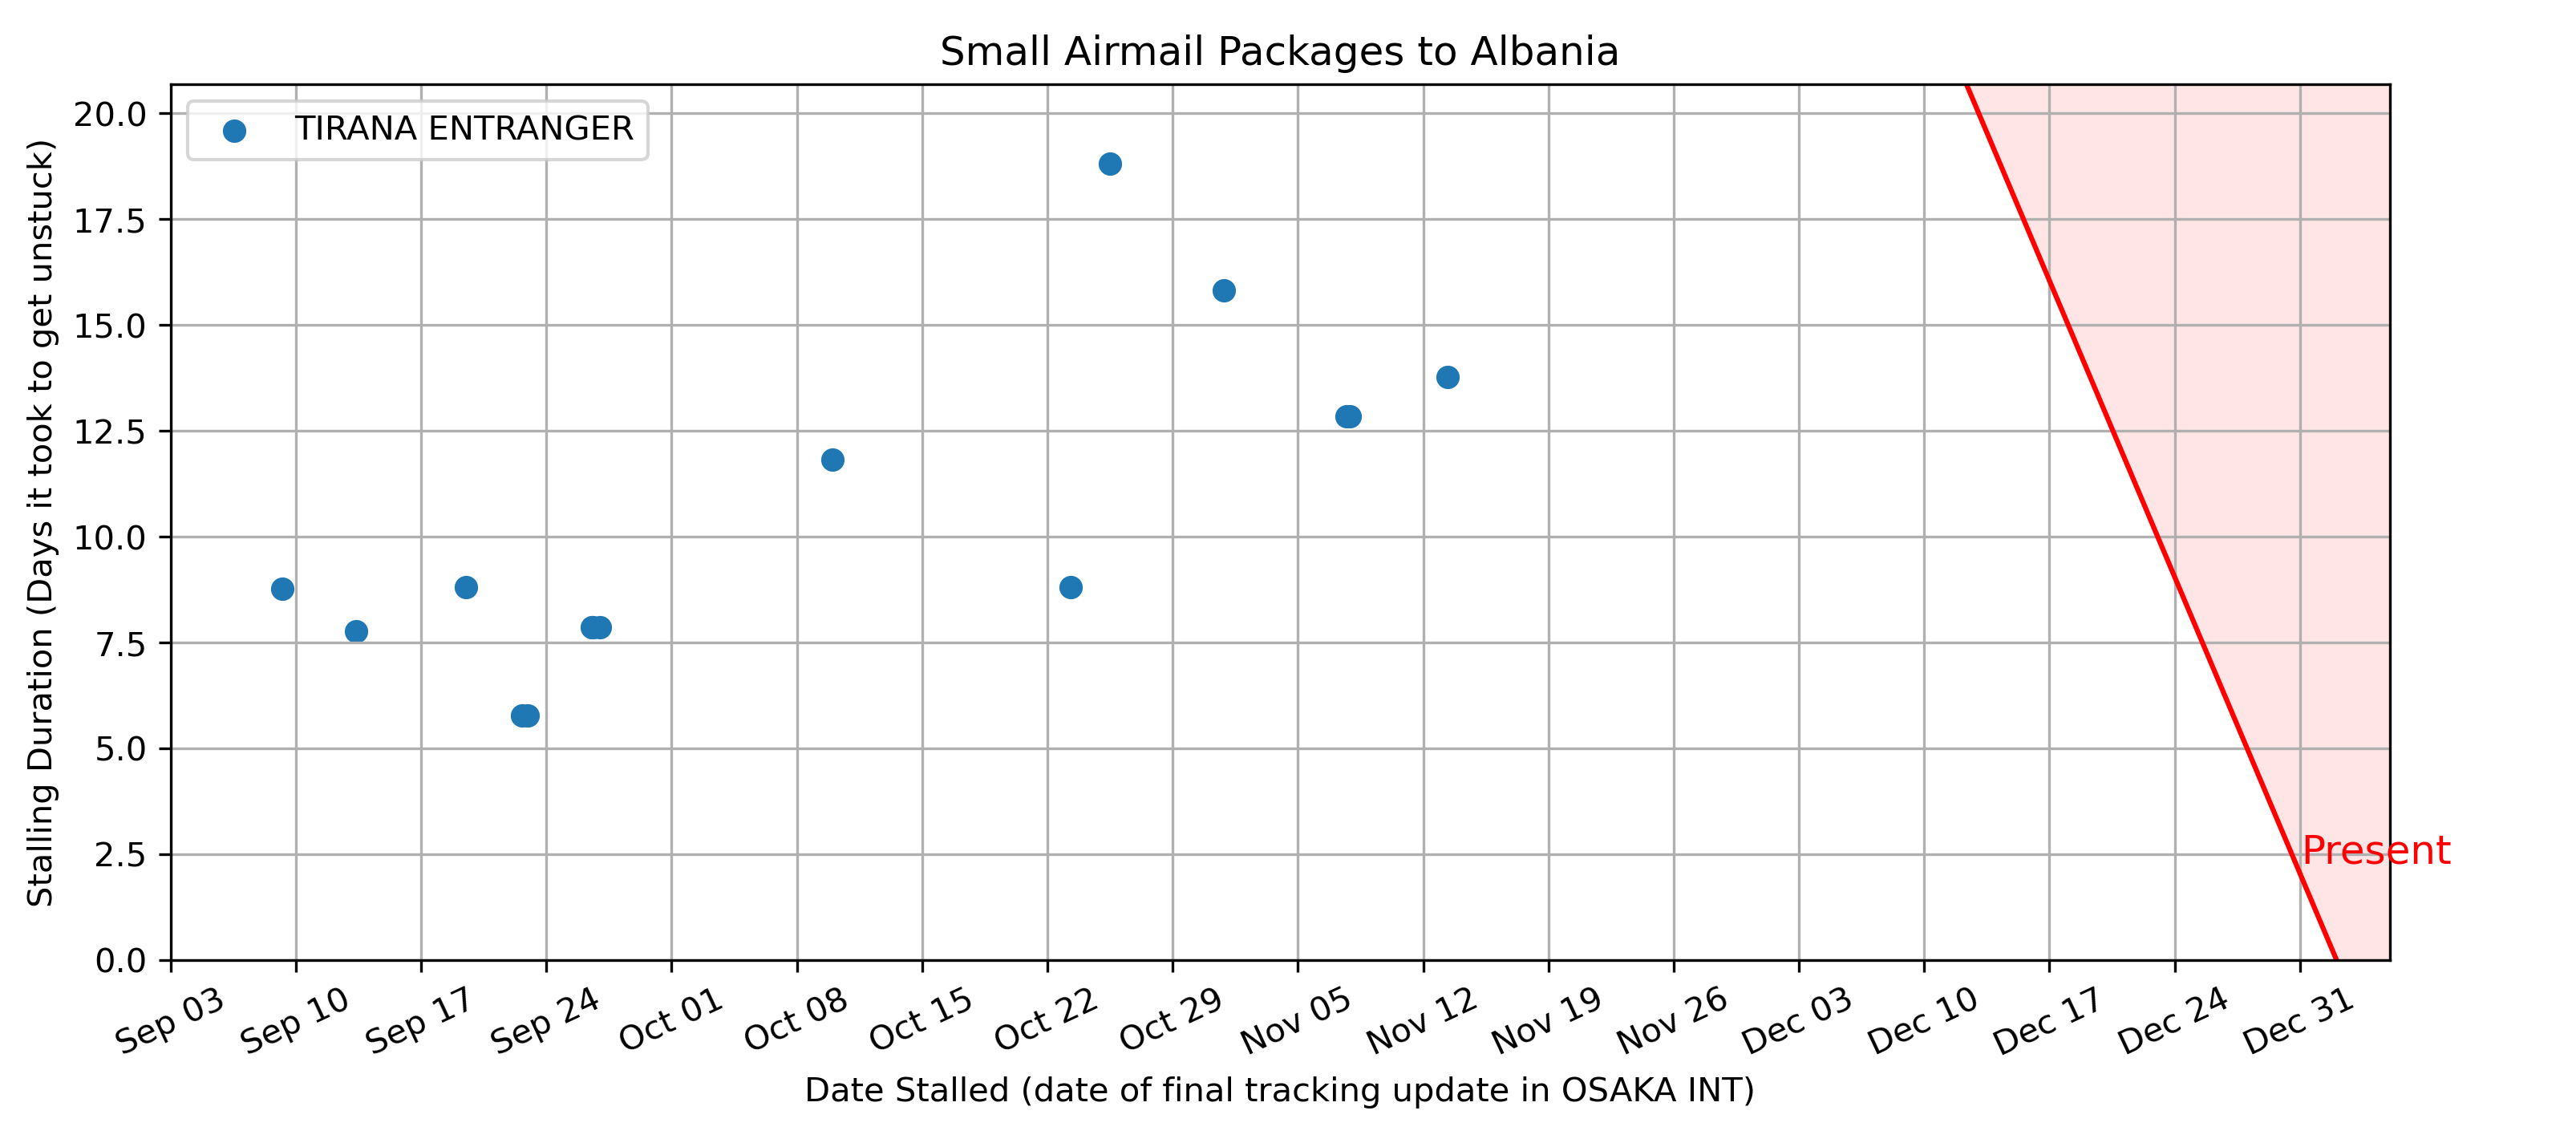 Small Airmail Packages to Albania
TIRANA ENTRANGER
Stalling Duration (Days it took to get unstuck)
20.0
17.5
15.0
12.5
10.0
7.5
5.0
2.5
0.0
Present
Sep 03
Sep 10
Sep 17
Sep 24
Oct 01
Oct 08
Oct 15
Oct 22
Oct 29
Nov 05
Nov 12
Nov 19
Nov 26
Dec 03
Dec 10
Dec 17
Dec 24
Dec 31
Date Stalled (date of final tracking update in OSAKA INT)